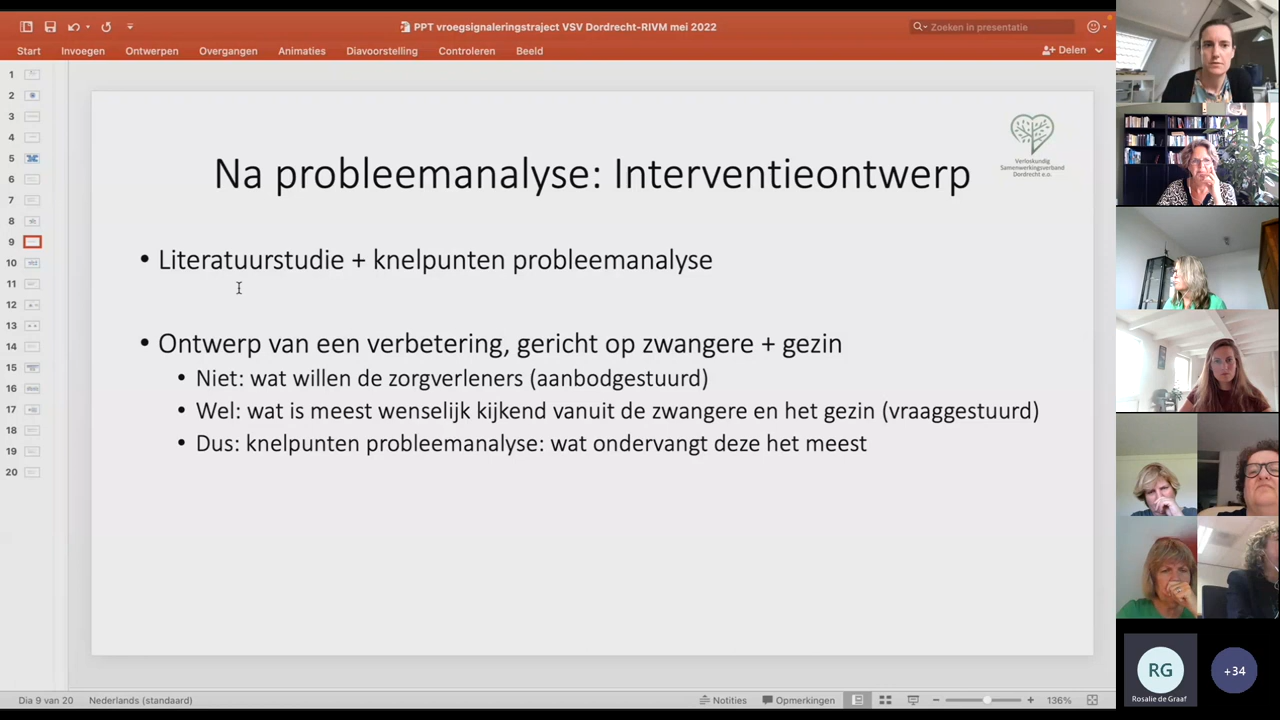 PPT vroegsignaleringstraject VSV Dordrecht-RIVM mei 2022
Zoeken in presentatie
Start Invoegen Ontwerpen Overgangen Animaties Diavoorstelling Controleren Beeld
Delen
1
2
3
4
5
6
7
8
9
10
11
12
13
14
15
16
17
18
19
20
Verloskundig
Samenwerkingsverband
Dordrecht e.o.
Na probleemanalyse: Interventieontwerp
• Literatuurstudie + knelpunten probleemanalyse
• Ontwerp van een verbetering, gericht op zwangere + gezin
• Niet: wat willen de zorgverleners (aanbodgestuurd)
• Wel: wat is meest wenselijk kijkend vanuit de zwangere en het gezin (vraaggestuurd)
• Dus: knelpunten probleemanalyse: wat ondervangt deze het meest
Dia 9 van 20 Nederlands (standaard) Notities Opmerkingen 136%
RG
Rosalie de Graaf
+34